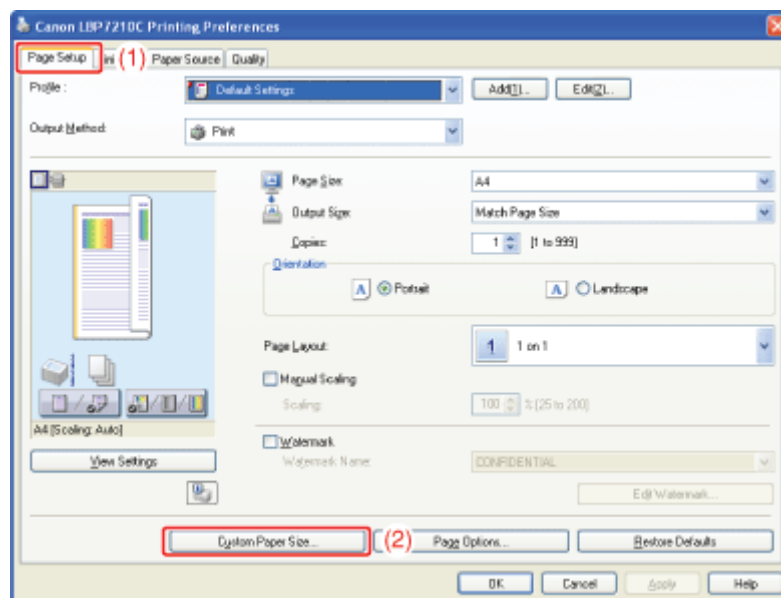 Canon LBP7210C Printing Preferences
Page Setup (1) Paper Source Quality
Profile : Default Settings Add(1)... Edit(2)...
Output Method: Print
Page Size: A4
Output Size: Match Page Size
Copies: 1 [1 to 999]
Orientation
A Portrait A Landscape
Page Layout: 1 1 on 1
Manual Scaling
Scaling: 100 % (25 to 200)
A4 [Scaling: Auto]
Watermark
View Settings Watermark Name: CONFIDENTIAL
Edit Watermark...
Custom Paper Size... (2) Page Options... Restore Defaults
OK Cancel Apply Help